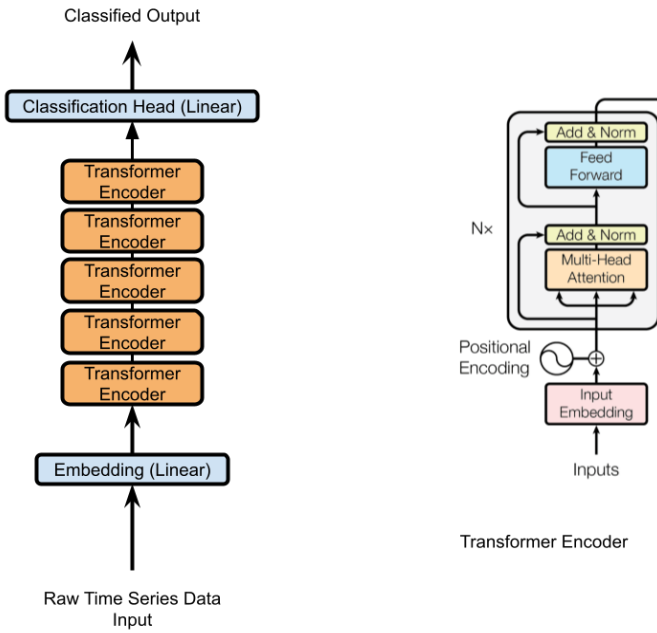 Classified Output
Classification Head (Linear)
Transformer
Encoder
Transformer
Encoder
Transformer
Encoder
Transformer
Encoder
Transformer
Encoder
Embedding (Linear)
Raw Time Series Data
Input
Add & Norm
Feed
Forward
N×
Add & Norm
Multi-Head
Attention
Positional
Encoding
Input
Embedding
Inputs
Transformer Encoder